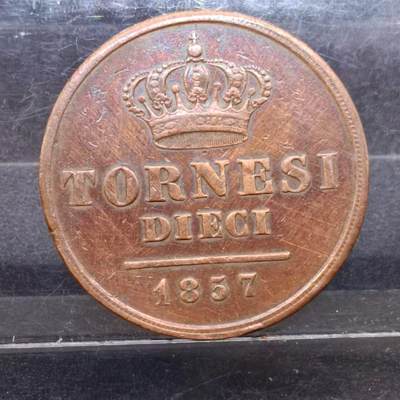 TORNESI
DIECI
1857